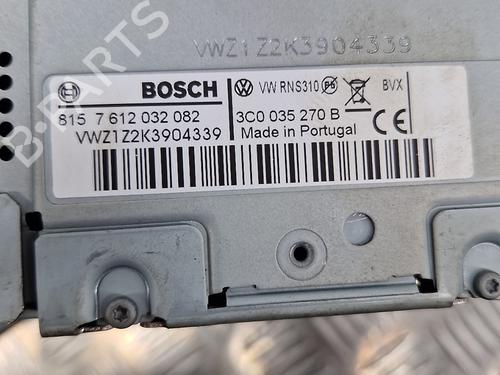 VWZ1Z2K3904339
BOSCH
VW RNS310
BVX
815 7 612 032 082
3C0 035 270 B
VWZ1Z2K3904339
Made in Portugal
B-PARTS